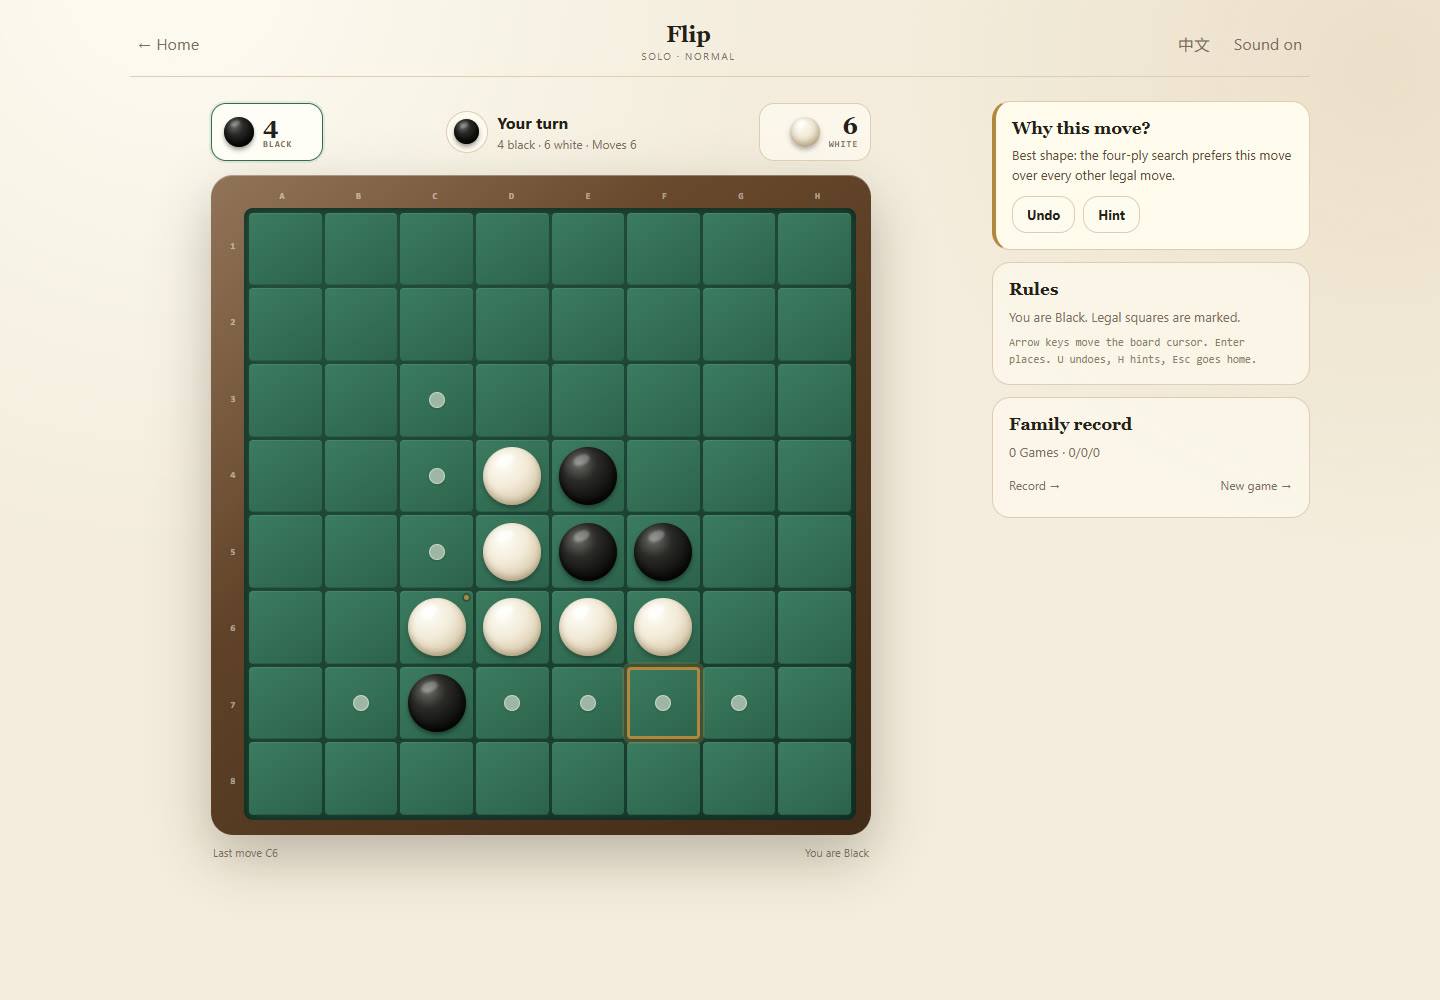 ← Home
Flip
SOLO · NORMAL
中文
Sound on
4
BLACK
Your turn
4 black · 6 white · Moves 6
6
WHITE
A B C D E F G H
1
2
3
4
5
6
7
8
Last move C6
You are Black
Why this move?
Best shape: the four-ply search prefers this move
over every other legal move.
Undo
Hint
Rules
You are Black. Legal squares are marked.
Arrow keys move the board cursor. Enter
places. U undoes, H hints, Esc goes home.
Family record
0 Games · 0/0/0
Record →
New game →